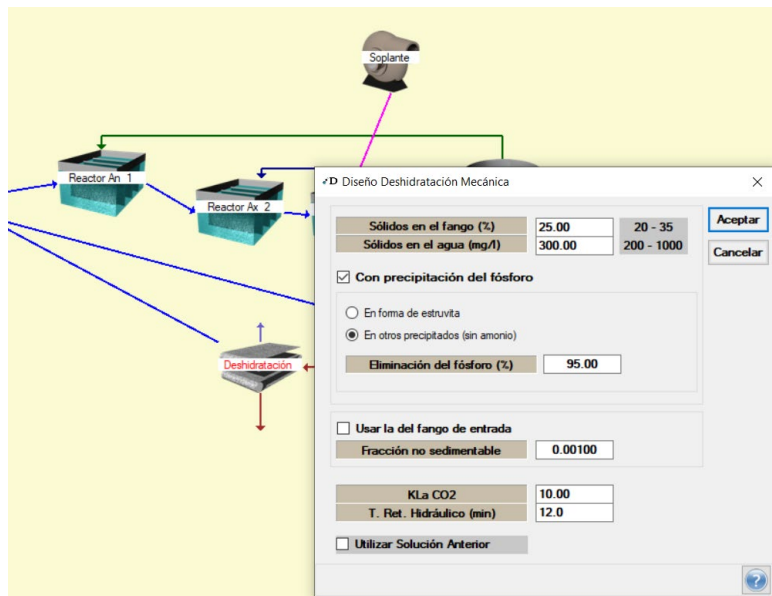 Soplante
Reactor An 1
Reactor Ax 2
Deshidratación
D Diseño Deshidratación Mecánica
Sólidos en el fango (%) 25.00 20 - 35
Sólidos en el agua (mg/l) 300.00 200 - 1000
Aceptar
Cancelar
Con precipitación del fósforo
En forma de estruvita
En otros precipitados (sin amonio)
Eliminación del fósforo (%) 95.00
Usar la del fango de entrada
Fracción no sedimentable 0.00100
KLa CO2 10.00
T. Ret. Hidráulico (min) 12.0
Utilizar Solución Anterior
?